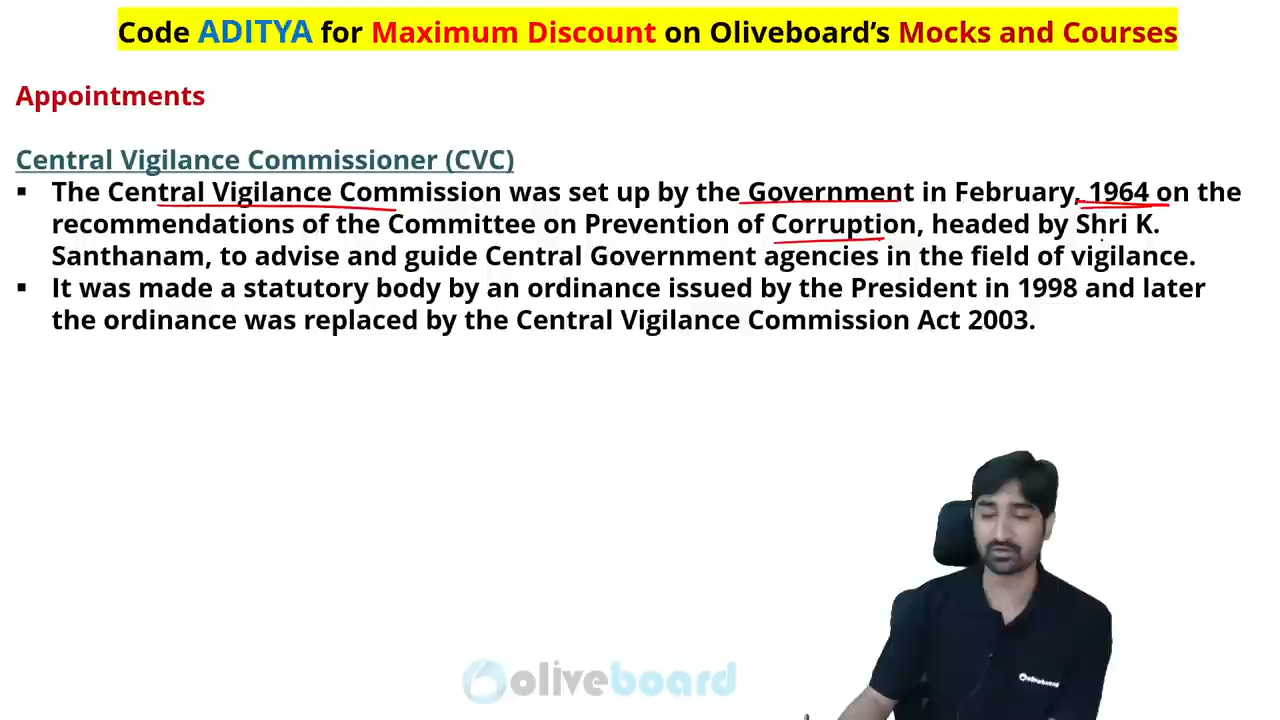 Code ADITYA for Maximum Discount on Oliveboard's Mocks and Courses
Appointments
Central Vigilance Commissioner (CVC)
▪ The Central Vigilance Commission was set up by the Government in February, 1964 on the
recommendations of the Committee on Prevention of Corruption, headed by Shri K.
Santhanam, to advise and guide Central Government agencies in the field of vigilance.
▪ It was made a statutory body by an ordinance issued by the President in 1998 and later
the ordinance was replaced by the Central Vigilance Commission Act 2003.
oliveboard
oliveboard